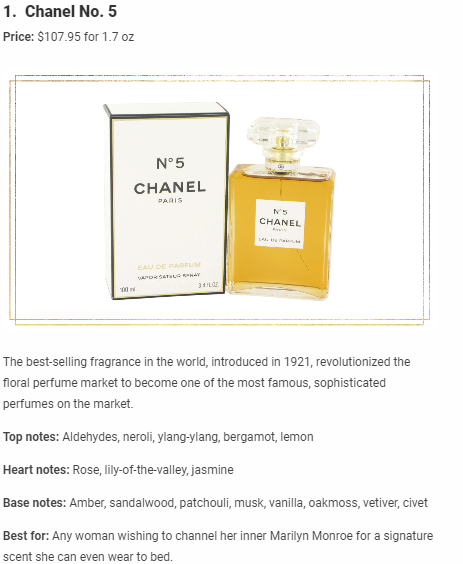 1. Chanel No. 5
Price: $107.95 for 1.7 oz
N°5
CHANEL
PARIS
EAU DE PARFUM
VAPORISATEUR SPRAY
100 ml 3.4 FL.OZ
N°5
CHANEL
PARIS
EAU DE PARFUM
The best-selling fragrance in the world, introduced in 1921, revolutionized the
floral perfume market to become one of the most famous, sophisticated
perfumes on the market.
Top notes: Aldehydes, neroli, ylang-ylang, bergamot, lemon
Heart notes: Rose, lily-of-the-valley, jasmine
Base notes: Amber, sandalwood, patchouli, musk, vanilla, oakmoss, vetiver, civet
Best for: Any woman wishing to channel her inner Marilyn Monroe for a signature
scent she can even wear to bed.